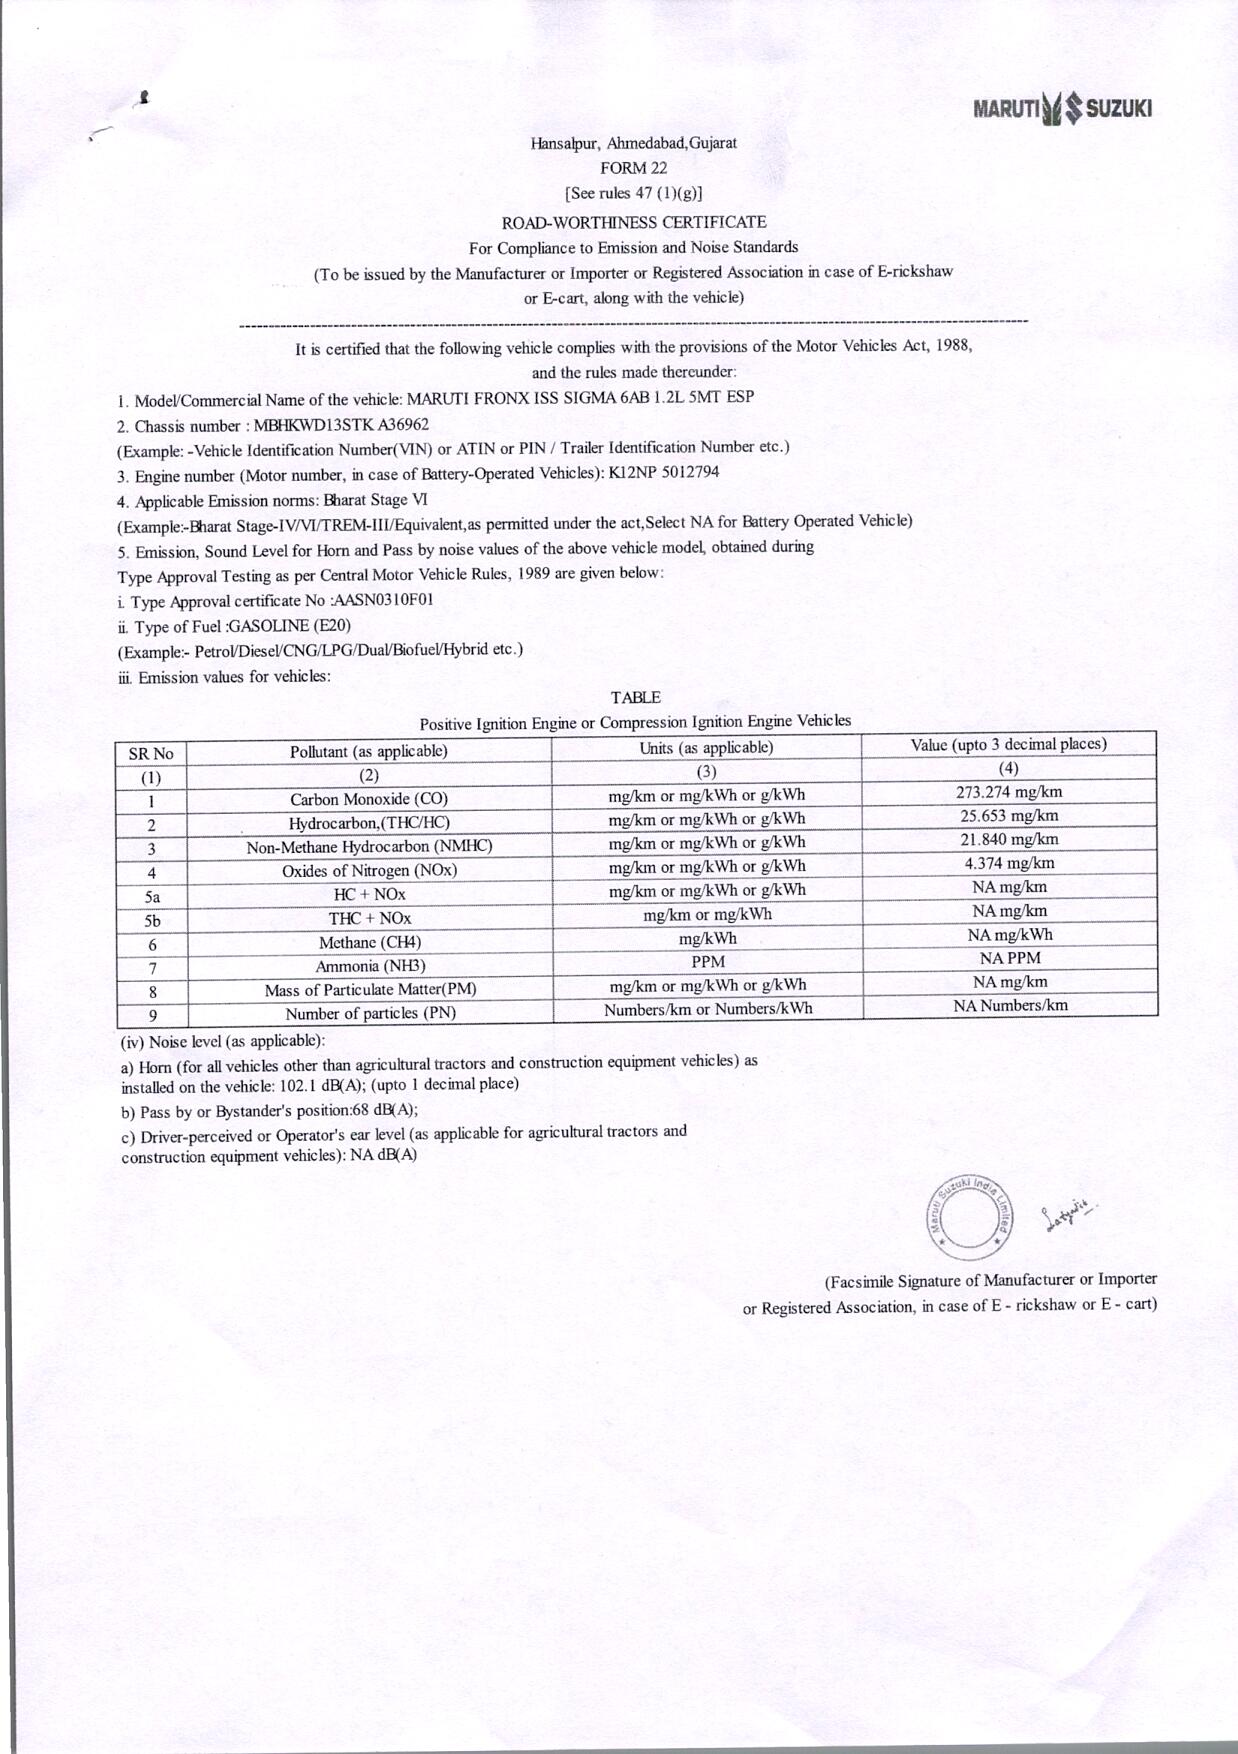 MARUTI SUZUKI
Hansalpur, Ahmedabad,Gujarat
FORM 22
[See rules 47 (1)(g)]
ROAD-WORTHINESS CERTIFICATE
For Compliance to Emission and Noise Standards
(To be issued by the Manufacturer or Importer or Registered Association in case of E-rickshaw
or E-cart, along with the vehicle)
It is certified that the following vehicle complies with the provisions of the Motor Vehicles Act, 1988,
and the rules made thereunder:
1. Model/Commercial Name of the vehicle: MARUTI FRONX ISS SIGMA 6AB 1.2L 5MT ESP
2. Chassis number : MBHKWD13STK A36962
(Example: -Vehicle Identification Number(VIN) or ATIN or PIN / Trailer Identification Number etc.)
3. Engine number (Motor number, in case of Battery-Operated Vehicles): K12NP 5012794
4. Applicable Emission norms: Bharat Stage VI
(Example:-Bharat Stage-IV/VI/TREM-III/Equivalent,as permitted under the act,Select NA for Battery Operated Vehicle)
5. Emission, Sound Level for Horn and Pass by noise values of the above vehicle model, obtained during
Type Approval Testing as per Central Motor Vehicle Rules, 1989 are given below:
i. Type Approval certificate No :AASN0310F01
ii. Type of Fuel :GASOLINE (E20)
(Example:- Petrol/Diesel/CNG/LPG/Dual/Biofuel/Hybrid etc.)
iii. Emission values for vehicles:
TABLE
Positive Ignition Engine or Compression Ignition Engine Vehicles
SR No Pollutant (as applicable) Units (as applicable) Value (upto 3 decimal places)
(1) (2) (3) (4)
1 Carbon Monoxide (CO) mg/km or mg/kWh or g/kWh 273.274 mg/km
2 Hydrocarbon,(THC/HC) mg/km or mg/kWh or g/kWh 25.653 mg/km
3 Non-Methane Hydrocarbon (NMHC) mg/km or mg/kWh or g/kWh 21.840 mg/km
4 Oxides of Nitrogen (NOx) mg/km or mg/kWh or g/kWh 4.374 mg/km
5a HC + NOx mg/km or mg/kWh or g/kWh NA mg/km
5b THC + NOx mg/km or mg/kWh NA mg/km
6 Methane (CH4) mg/kWh NA mg/kWh
7 Ammonia (NH3) PPM NA PPM
8 Mass of Particulate Matter(PM) mg/km or mg/kWh or g/kWh NA mg/km
9 Number of particles (PN) Numbers/km or Numbers/kWh NA Numbers/km
(iv) Noise level (as applicable):
a) Horn (for all vehicles other than agricultural tractors and construction equipment vehicles) as
installed on the vehicle: 102.1 dB(A); (upto 1 decimal place)
b) Pass by or Bystander's position:68 dB(A);
c) Driver-perceived or Operator's ear level (as applicable for agricultural tractors and
construction equipment vehicles): NA dB(A)
★ Maruti Suzuki India Limited ★
(Facsimile Signature of Manufacturer or Importer
or Registered Association, in case of E - rickshaw or E - cart)